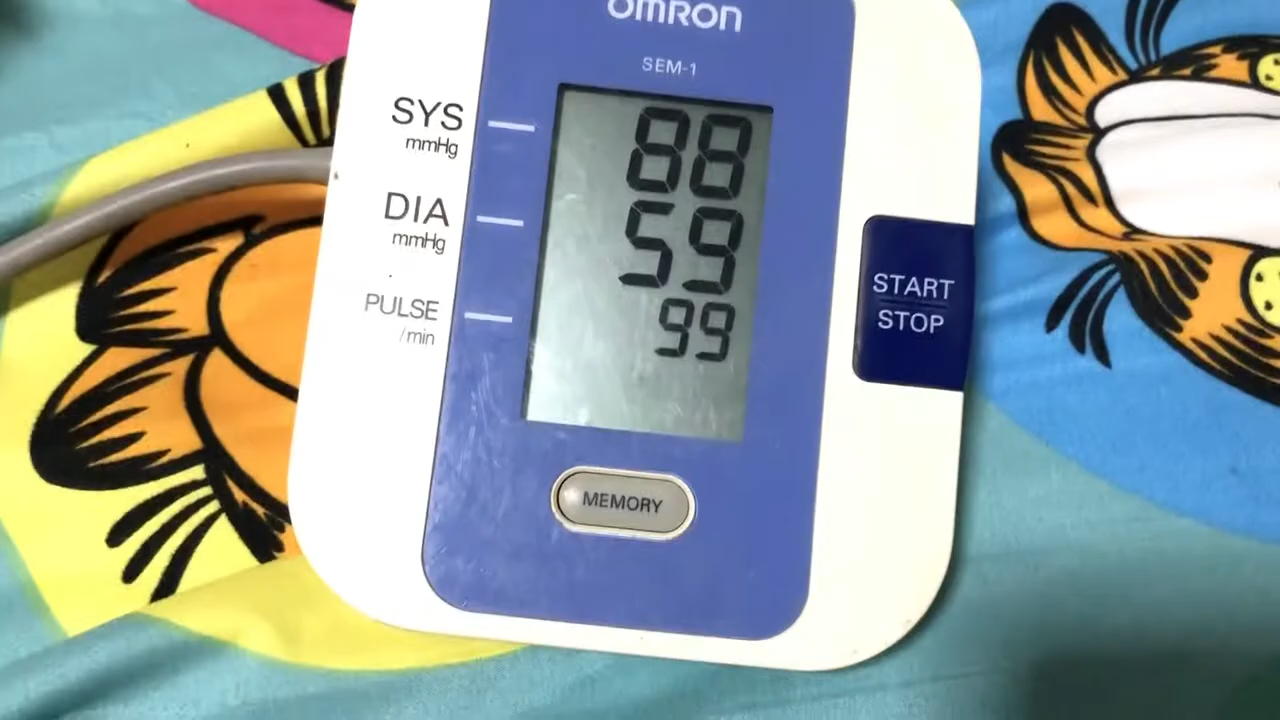 OMRON
SEM-1
SYS
mmHg
88
DIA
mmHg
59
PULSE
/min
99
START
STOP
MEMORY